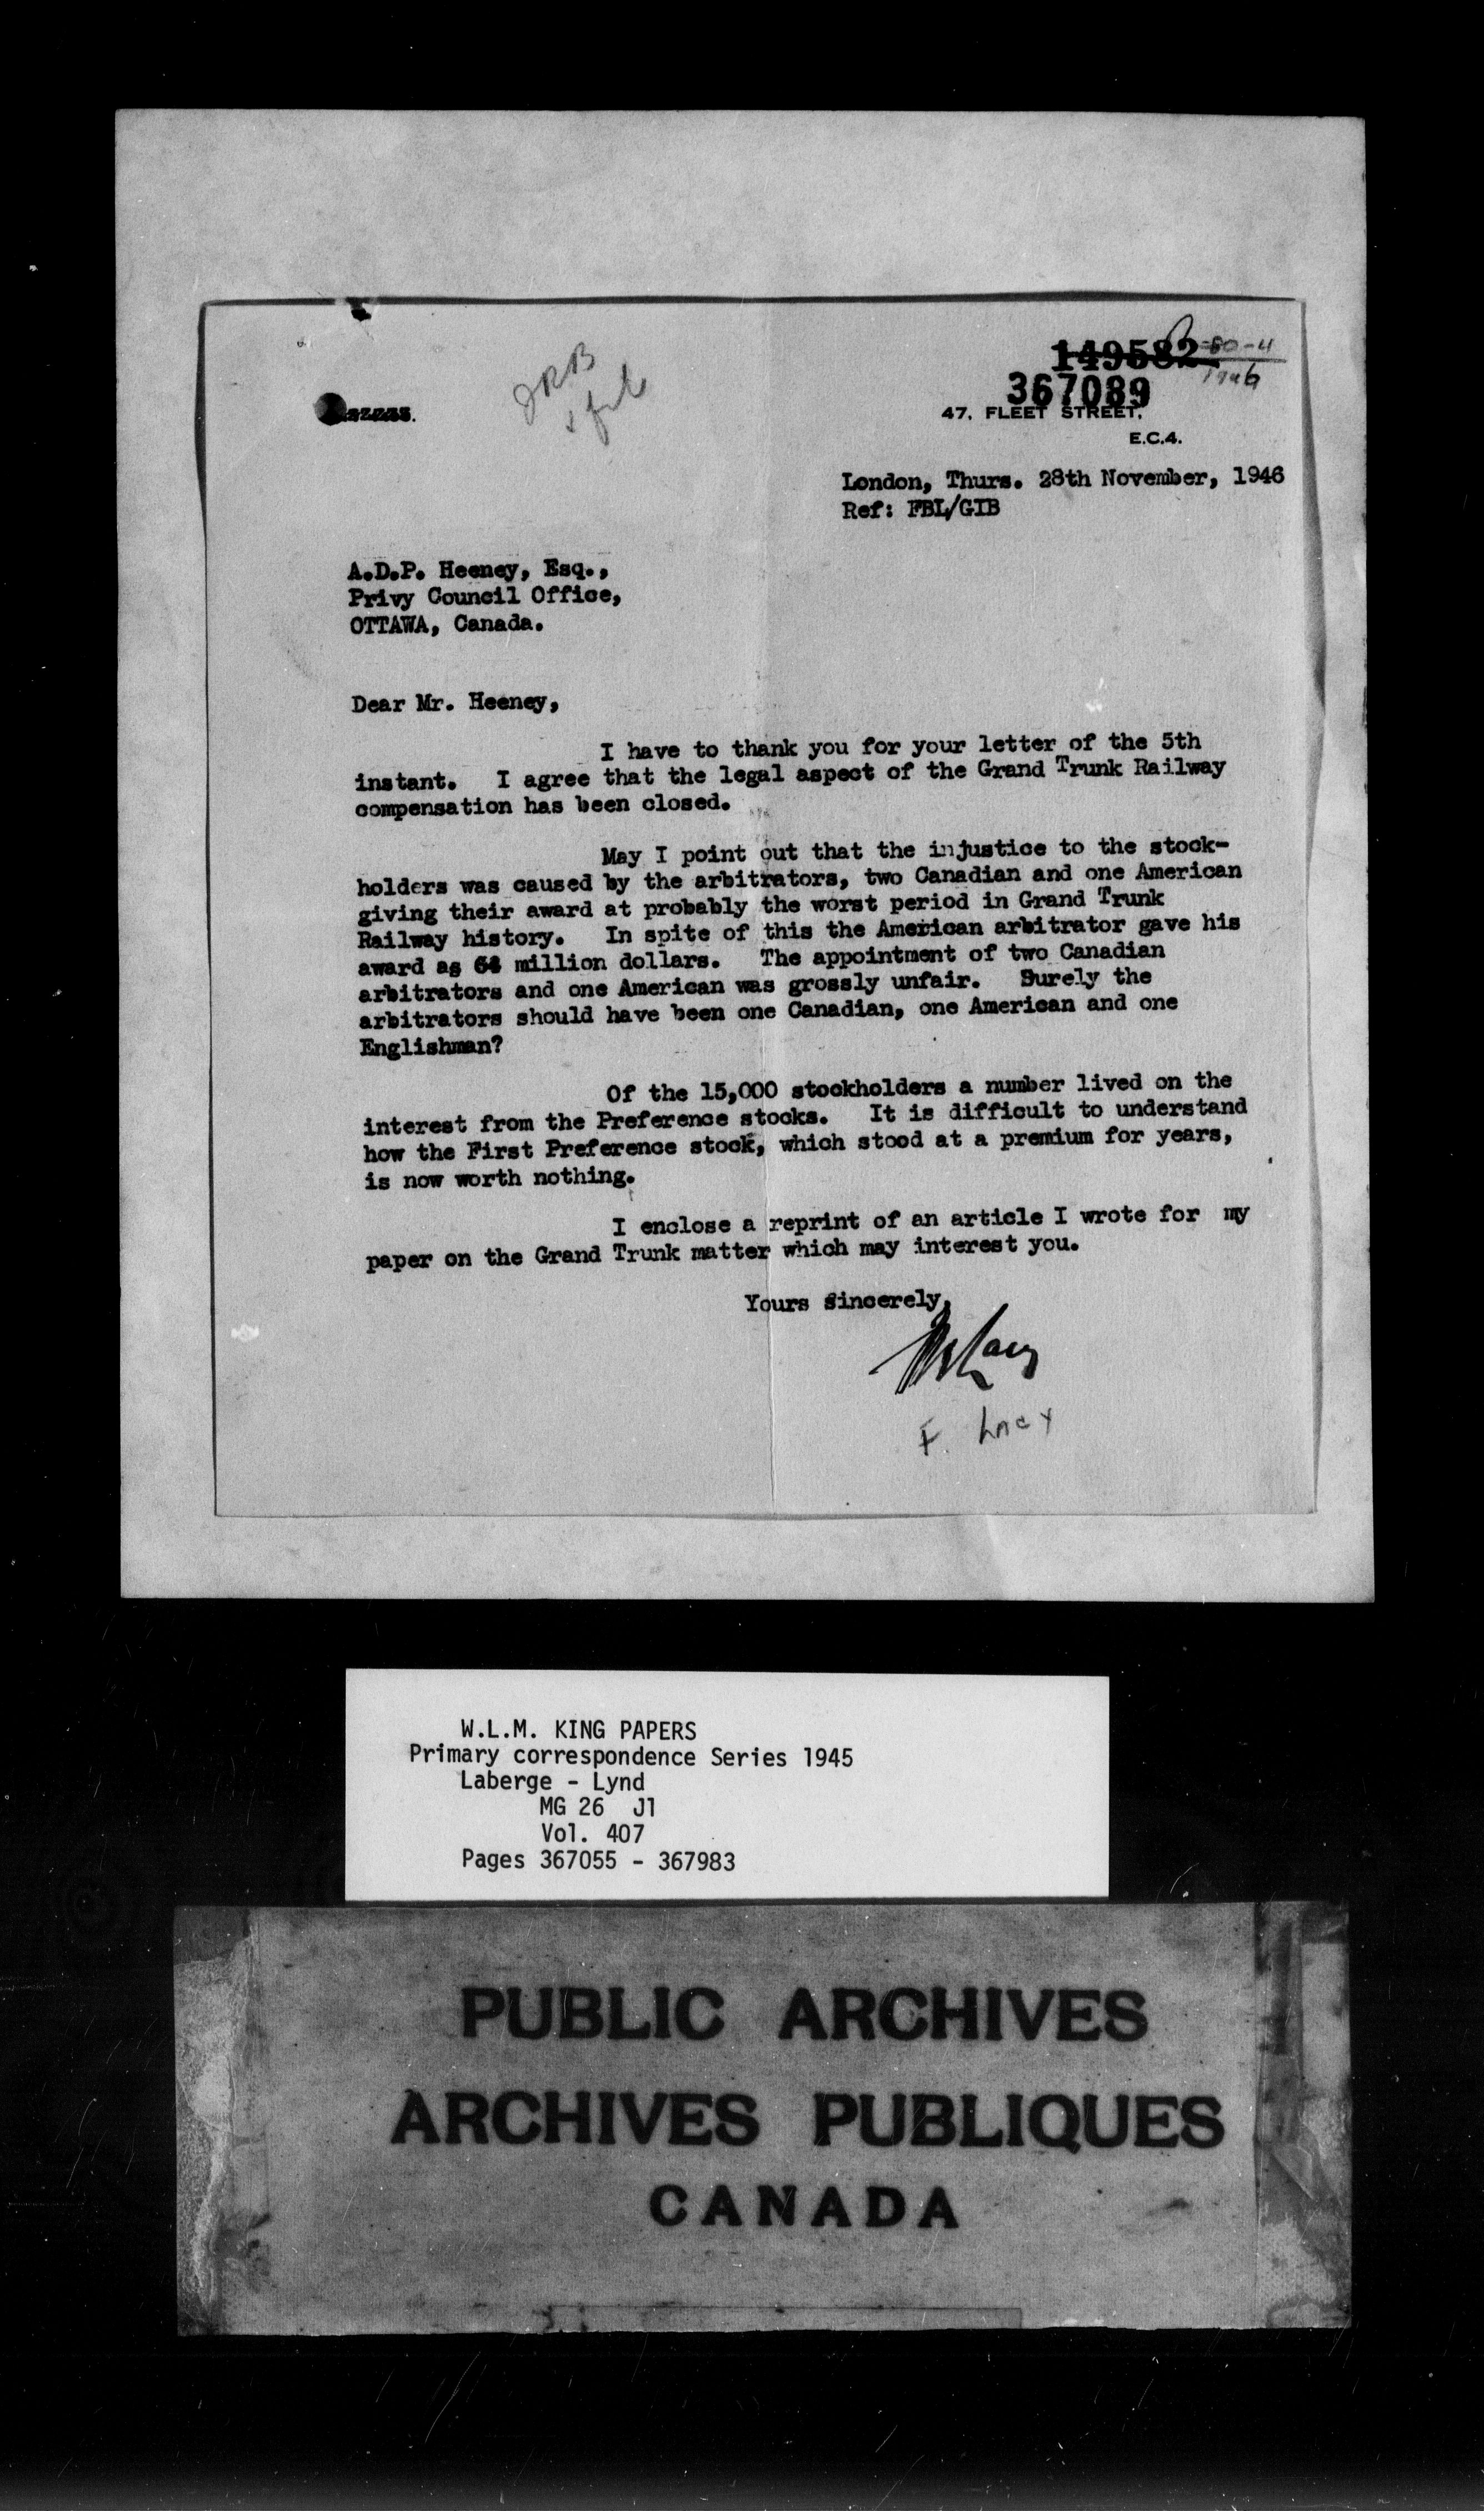 JRB
& file
149582
R-80-4
1946
367089
47, FLEET STREET,
E.C.4.
London, Thurs. 28th November, 1946
Ref: FBL/GIB
A.D.P. Heeney, Esq.,
Privy Council Office,
OTTAWA, Canada.
Dear Mr. Heeney,
I have to thank you for your letter of the 5th
instant. I agree that the legal aspect of the Grand Trunk Railway
compensation has been closed.
May I point out that the injustice to the stock-
holders was caused by the arbitrators, two Canadian and one American
giving their award at probably the worst period in Grand Trunk
Railway history. In spite of this the American arbitrator gave his
award as million dollars. The appointment of two Canadian
arbitrators and one American was grossly unfair. Surely the
arbitrators should have been one Canadian, one American and one
Englishman?
Of the 15,000 stockholders a number lived on the
interest from the Preference stocks. It is difficult to understand
how the First Preference stock, which stood at a premium for years,
is now worth nothing.
I enclose a reprint of an article I wrote for my
paper on the Grand Trunk matter which may interest you.
Yours sincerely,
F. Lacy
W.L.M. KING PAPERS
Primary correspondence Series 1945
Laberge - Lynd
MG 26 J1
Vol. 407
Pages 367055 - 367983
PUBLIC ARCHIVES
ARCHIVES PUBLIQUES
CANADA